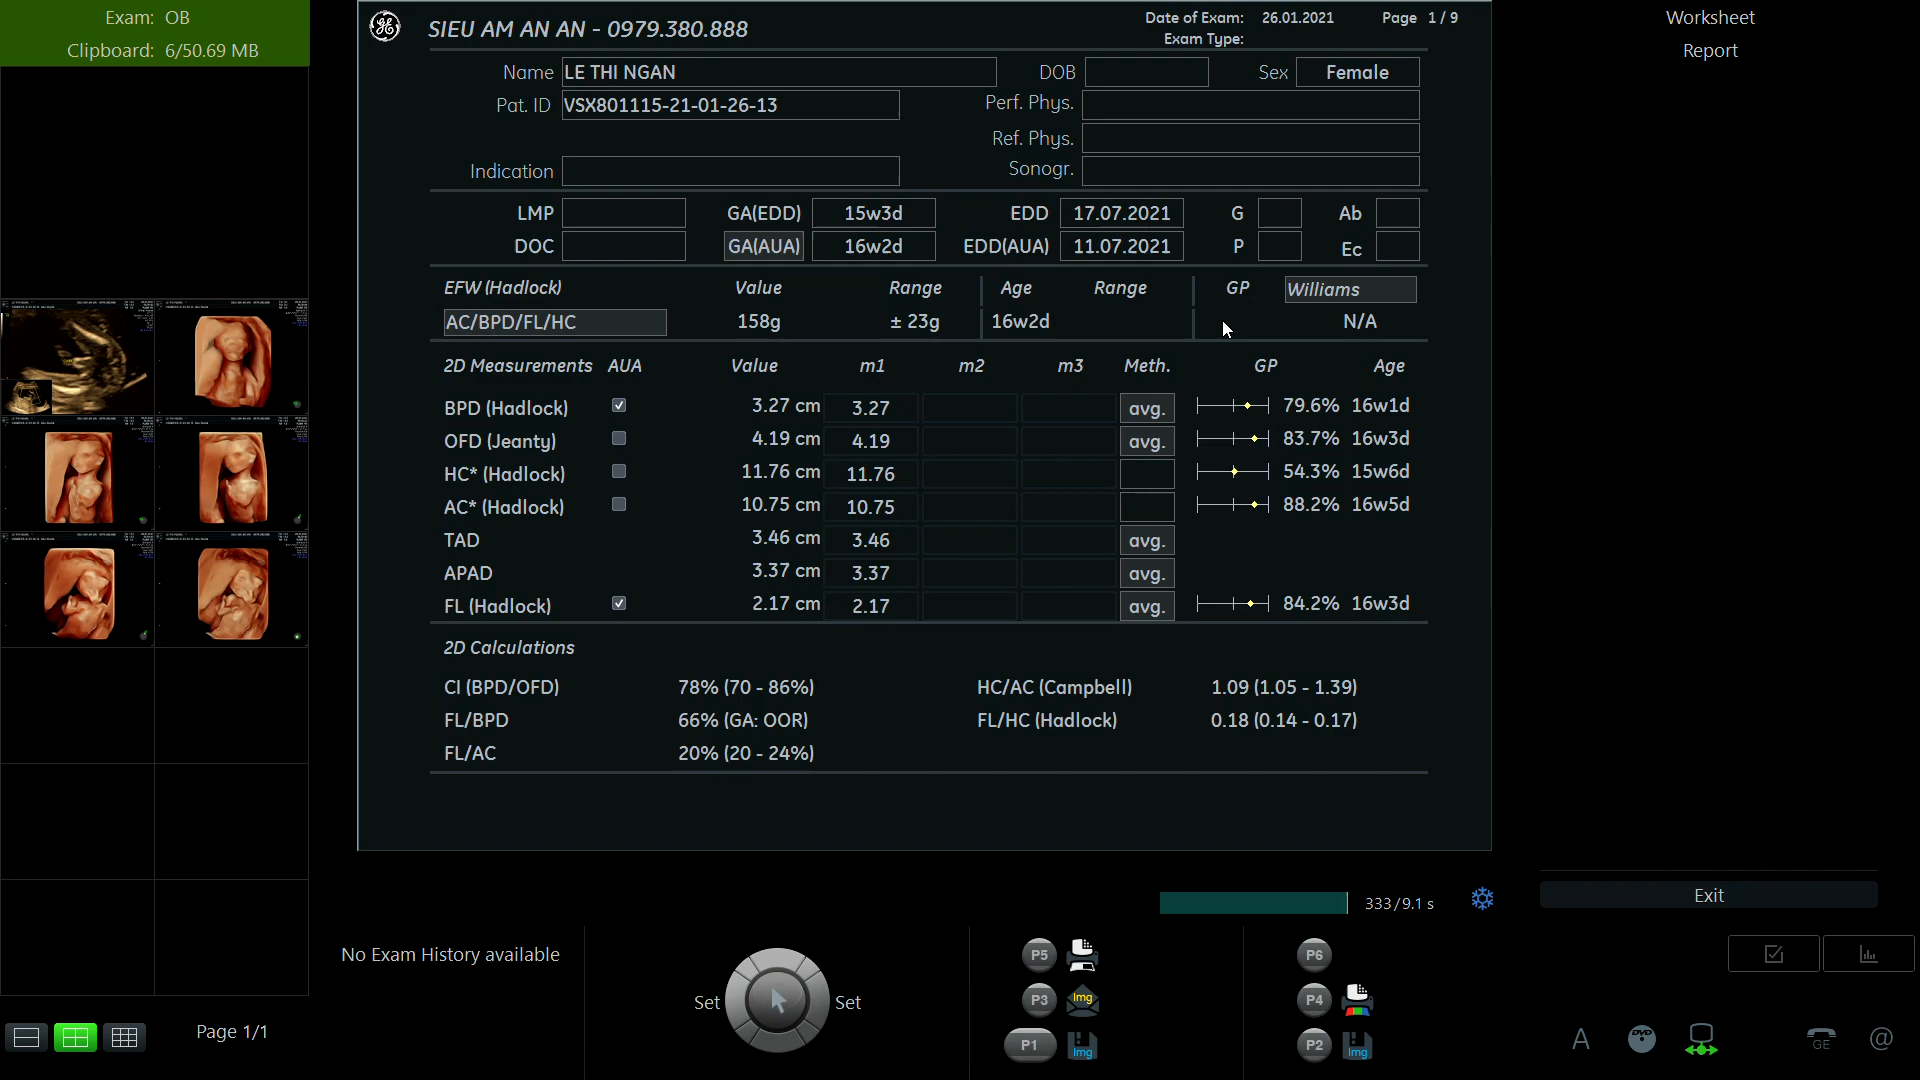 Exam: OB
Clipboard: 6/50.69 MB
SIEU AM AN AN - 0979.380.888
Date of Exam: 26.01.2021 Page 1 / 9
Exam Type:
Name LE THI NGAN DOB Sex Female
Pat. ID VSX801115-21-01-26-13 Perf. Phys.
Ref. Phys.
Indication Sonogr.
LMP GA(EDD) 15w3d EDD 17.07.2021 G Ab
DOC GA(AUA) 16w2d EDD(AUA) 11.07.2021 P Ec
EFW (Hadlock) Value Range Age Range GP Williams
AC/BPD/FL/HC 158g ± 23g 16w2d N/A
2D Measurements AUA Value m1 m2 m3 Meth. GP Age
BPD (Hadlock) 3.27 cm 3.27 avg. 79.6% 16w1d
OFD (Jeanty) 4.19 cm 4.19 avg. 83.7% 16w3d
HC* (Hadlock) 11.76 cm 11.76 54.3% 15w6d
AC* (Hadlock) 10.75 cm 10.75 88.2% 16w5d
TAD 3.46 cm 3.46 avg.
APAD 3.37 cm 3.37 avg.
FL (Hadlock) 2.17 cm 2.17 avg. 84.2% 16w3d
2D Calculations
CI (BPD/OFD) 78% (70 - 86%) HC/AC (Campbell) 1.09 (1.05 - 1.39)
FL/BPD 66% (GA: OOR) FL/HC (Hadlock) 0.18 (0.14 - 0.17)
FL/AC 20% (20 - 24%)
Worksheet
Report
333/9.1 s
Exit
No Exam History available
Set Set
P5 P6
P3 Img P4
P1 Img P2 Img
Page 1/1
A DVD GE @